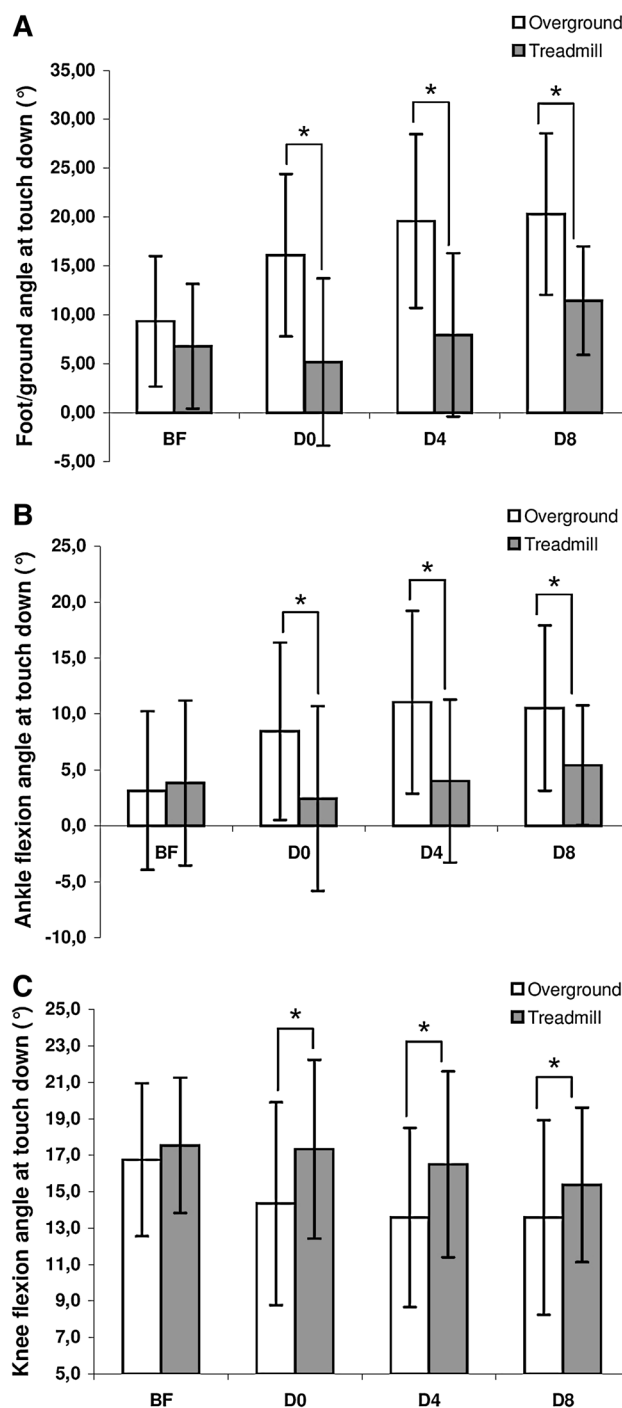 A
Overground
Treadmill
Foot/ground angle at touch down (°)
35,00
30,00
25,00
20,00
15,00
10,00
5,00
0,00
-5,00
*
*
*
BF D0 D4 D8
B
Overground
Treadmill
Ankle flexion angle at touch down (°)
25,0
20,0
15,0
10,0
5,0
0,0
-5,0
-10,0
*
*
*
BF D0 D4 D8
C
Overground
Treadmill
Knee flexion angle at touch down (°)
25,0
23,0
21,0
19,0
17,0
15,0
13,0
11,0
9,0
7,0
5,0
*
*
*
BF D0 D4 D8